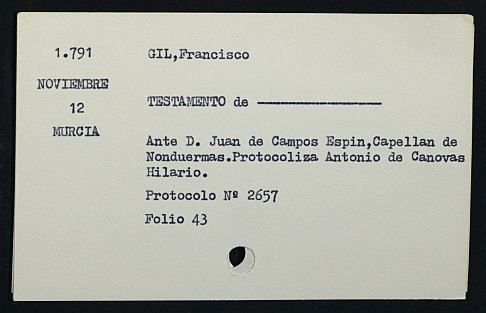 1.791
NOVIEMBRE
12
MURCIA
GIL,Francisco
TESTAMENTO de ----------------
Ante D. Juan de Campos Espin,Capellan de
Nonduermas.Protocoliza Antonio de Canovas
Hilario.
Protocolo Nº 2657
Folio 43